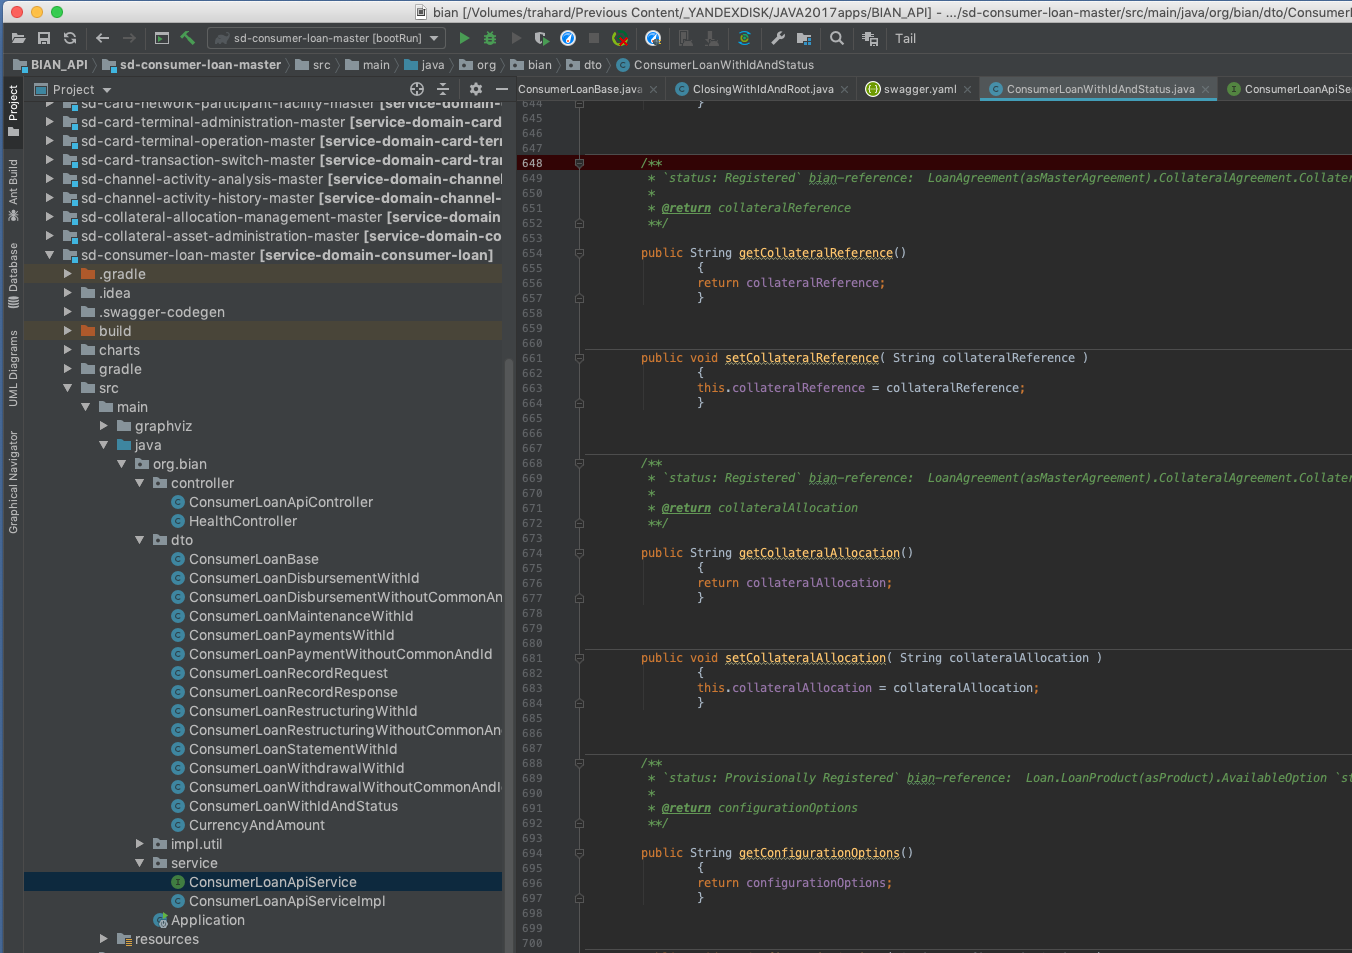 bian [/Volumes/trahard/Previous Content/_YANDEXDISK/JAVA2017apps/BIAN_API] - .../sd-consumer-loan-master/src/main/java/org/bian/dto/ConsumerL
sd-consumer-loan-master [bootRun]
Tail
BIAN_API
sd-consumer-loan-master
src
main
java
org
bian
dto
ConsumerLoanWithIdAndStatus
Project
ConsumerLoanBase.java
ClosingWithIdAndRoot.java
swagger.yaml
ConsumerLoanWithIdAndStatus.java
ConsumerLoanApiSe
Project
Ant Build
Database
UML Diagrams
Graphical Navigator
sd-card-network-participant-facility-master [service-domain-
sd-card-terminal-administration-master [service-domain-card
sd-card-terminal-operation-master [service-domain-card-ter
sd-card-transaction-switch-master [service-domain-card-tra
sd-channel-activity-analysis-master [service-domain-channel
sd-channel-activity-history-master [service-domain-channel-
sd-collateral-allocation-management-master [service-domain
sd-collateral-asset-administration-master [service-domain-co
sd-consumer-loan-master [service-domain-consumer-loan]
.gradle
.idea
.swagger-codegen
build
charts
gradle
src
main
graphviz
java
org.bian
controller
ConsumerLoanApiController
HealthController
dto
ConsumerLoanBase
ConsumerLoanDisbursementWithId
ConsumerLoanDisbursementWithoutCommonAn
ConsumerLoanMaintenanceWithId
ConsumerLoanPaymentsWithId
ConsumerLoanPaymentWithoutCommonAndId
ConsumerLoanRecordRequest
ConsumerLoanRecordResponse
ConsumerLoanRestructuringWithId
ConsumerLoanRestructuringWithoutCommonAn
ConsumerLoanStatementWithId
ConsumerLoanWithdrawalWithId
ConsumerLoanWithdrawalWithoutCommonAndI
ConsumerLoanWithIdAndStatus
CurrencyAndAmount
impl.util
service
ConsumerLoanApiService
ConsumerLoanApiServiceImpl
Application
resources
644 }
645
646
647
648 /**
649 * `status: Registered` bian-reference:  LoanAgreement(asMasterAgreement).CollateralAgreement.Collater
650 *
651 * @return collateralReference
652 **/
653
654 public String getCollateralReference()
655 {
656 return collateralReference;
657 }
658
659
660
661 public void setCollateralReference( String collateralReference )
662 {
663 this.collateralReference = collateralReference;
664 }
665
666
667
668 /**
669 * `status: Registered` bian-reference:  LoanAgreement(asMasterAgreement).CollateralAgreement.Collater
670 *
671 * @return collateralAllocation
672 **/
673
674 public String getCollateralAllocation()
675 {
676 return collateralAllocation;
677 }
678
679
680
681 public void setCollateralAllocation( String collateralAllocation )
682 {
683 this.collateralAllocation = collateralAllocation;
684 }
685
686
687
688 /**
689 * `status: Provisionally Registered` bian-reference:  Loan.LoanProduct(asProduct).AvailableOption `st
690 *
691 * @return configurationOptions
692 **/
693
694 public String getConfigurationOptions()
695 {
696 return configurationOptions;
697 }
698
699
700